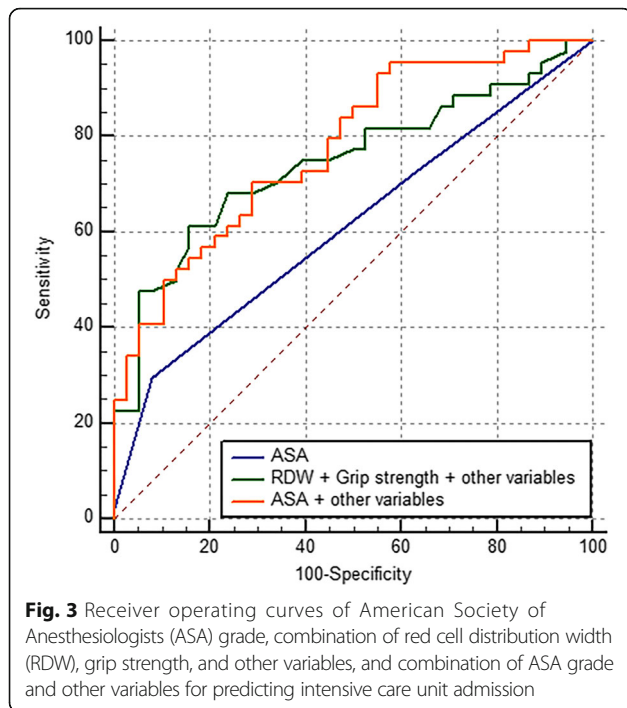 100
80
60
40
20
0
Sensitivity
0 20 40 60 80 100
100-Specificity
ASA
RDW + Grip strength + other variables
ASA + other variables
Fig. 3 Receiver operating curves of American Society of
Anesthesiologists (ASA) grade, combination of red cell distribution width
(RDW), grip strength, and other variables, and combination of ASA grade
and other variables for predicting intensive care unit admission